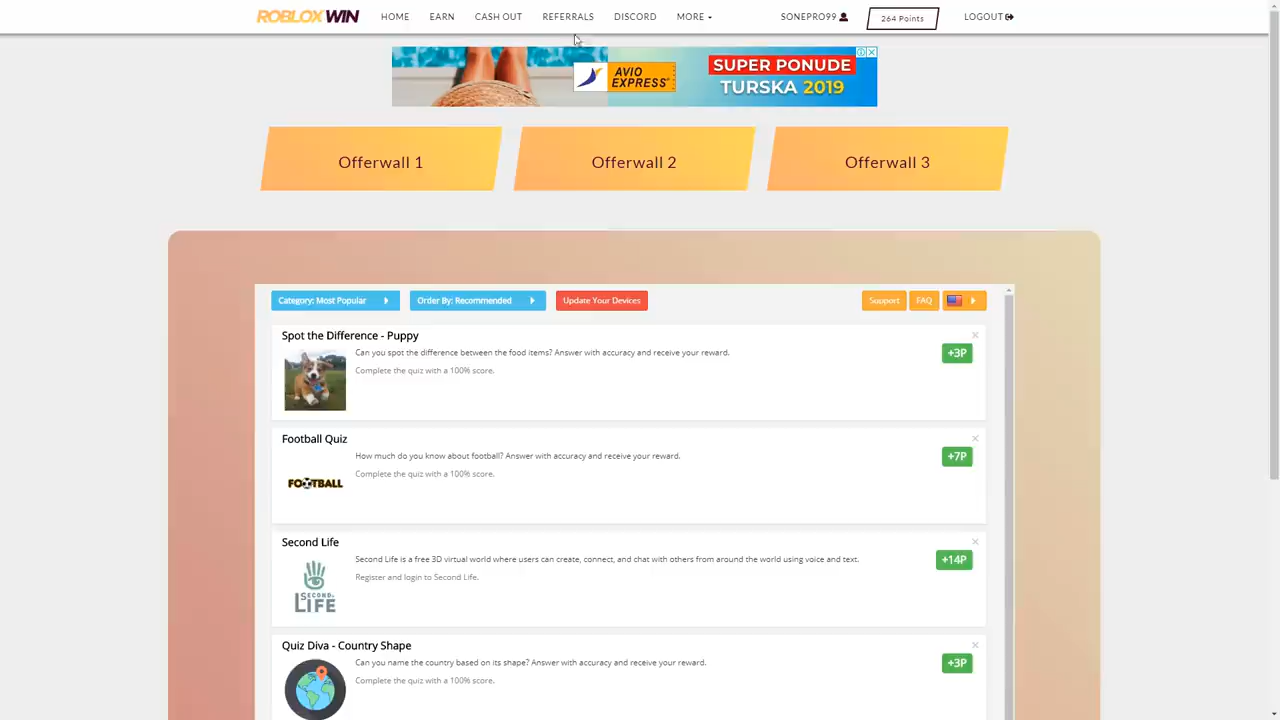 ROBLOXWIN HOME EARN CASH OUT REFERRALS DISCORD MORE SONEPRO99 264 Points LOGOUT
AVIO EXPRESS
SUPER PONUDE
TURSKA 2019
Offerwall 1 Offerwall 2 Offerwall 3
Category: Most Popular Order By: Recommended Update Your Devices Support FAQ
Spot the Difference - Puppy
Can you spot the difference between the food items? Answer with accuracy and receive your reward.
+3P
Complete the quiz with a 100% score.
Football Quiz
How much do you know about football? Answer with accuracy and receive your reward.
+7P
Complete the quiz with a 100% score.
FOOTBALL
Second Life
Second Life is a free 3D virtual world where users can create, connect, and chat with others from around the world using voice and text.
+14P
Register and login to Second Life.
SECOND
LIFE
Quiz Diva - Country Shape
Can you name the country based on its shape? Answer with accuracy and receive your reward.
+3P
Complete the quiz with a 100% score.